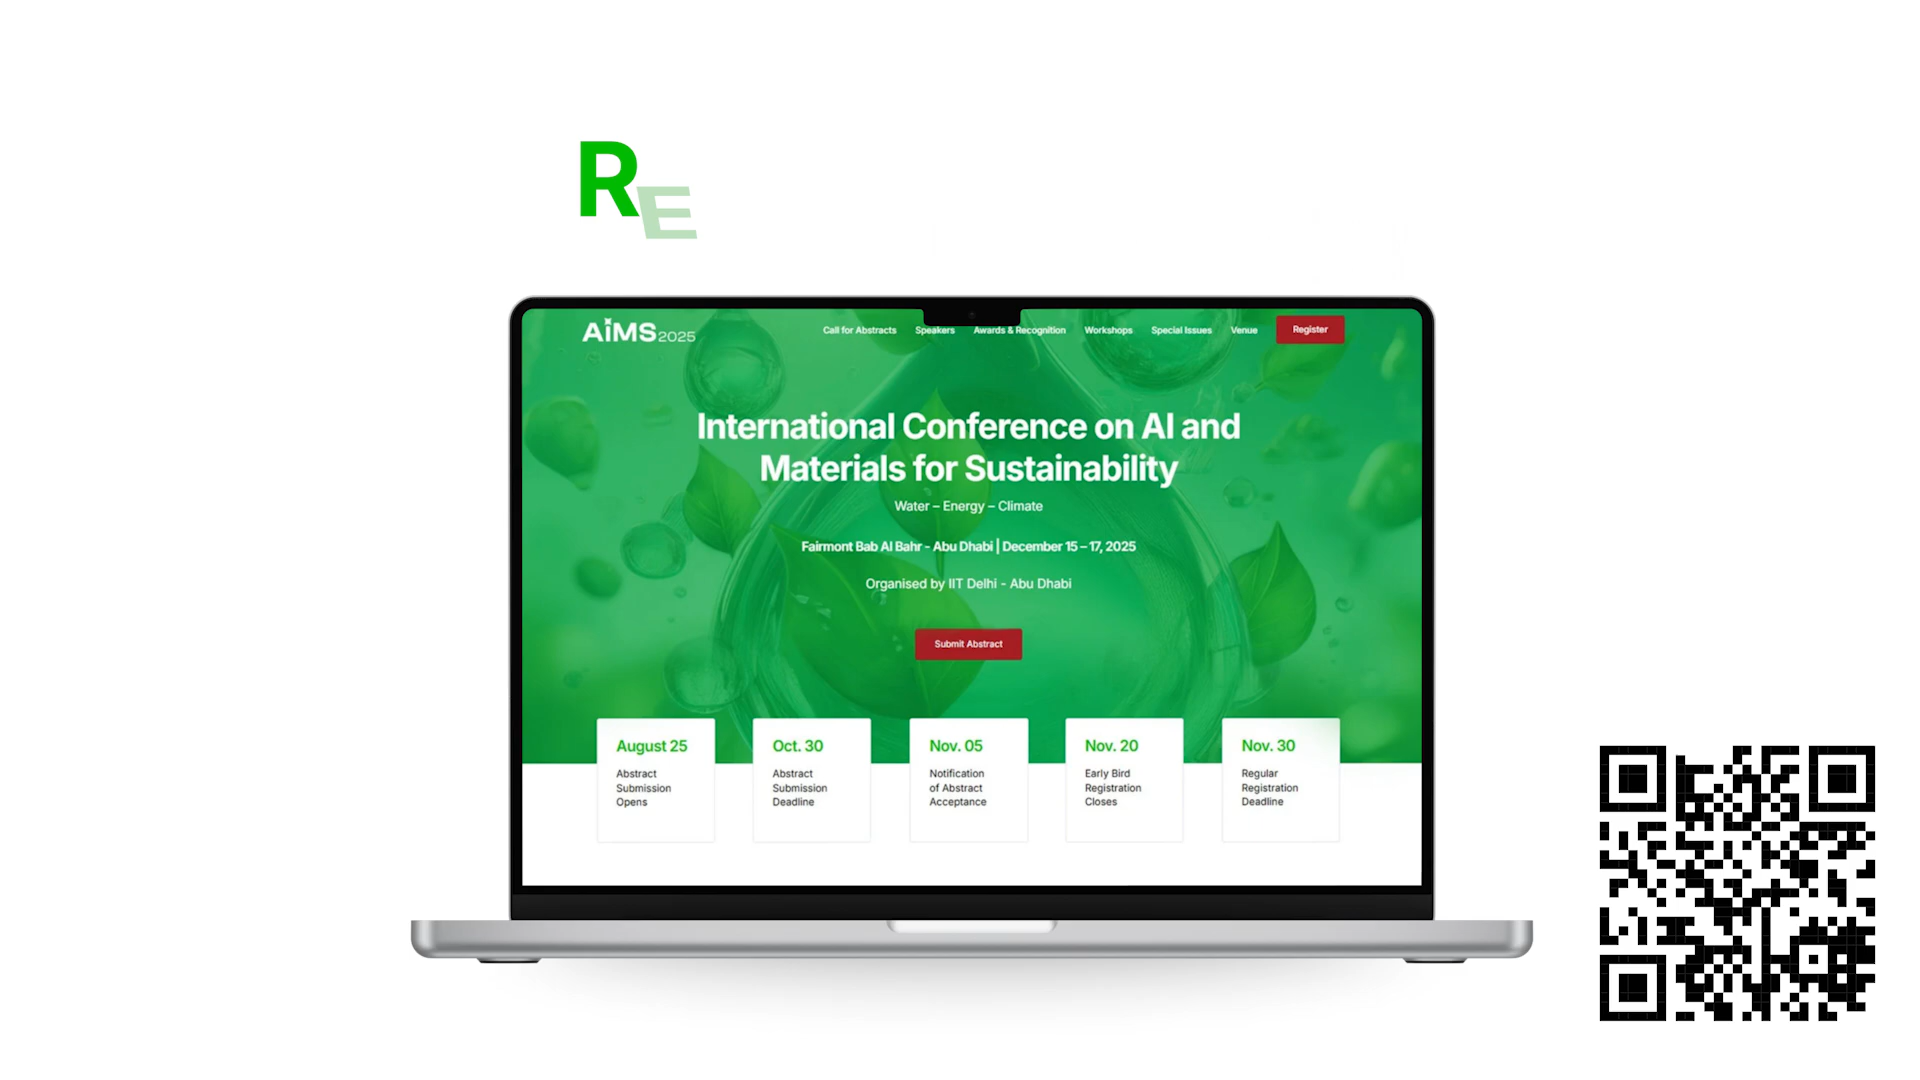 RE
AiMS 2025
Call for Abstracts Speakers Awards & Recognition Workshops Special Issues Venue Register
International Conference on AI and
Materials for Sustainability
Water – Energy – Climate
Fairmont Bab Al Bahr - Abu Dhabi | December 15 – 17, 2025
Organised by IIT Delhi - Abu Dhabi
Submit Abstract
August 25
Abstract
Submission
Opens
Oct. 30
Abstract
Submission
Deadline
Nov. 05
Notification
of Abstract
Acceptance
Nov. 20
Early Bird
Registration
Closes
Nov. 30
Regular
Registration
Deadline